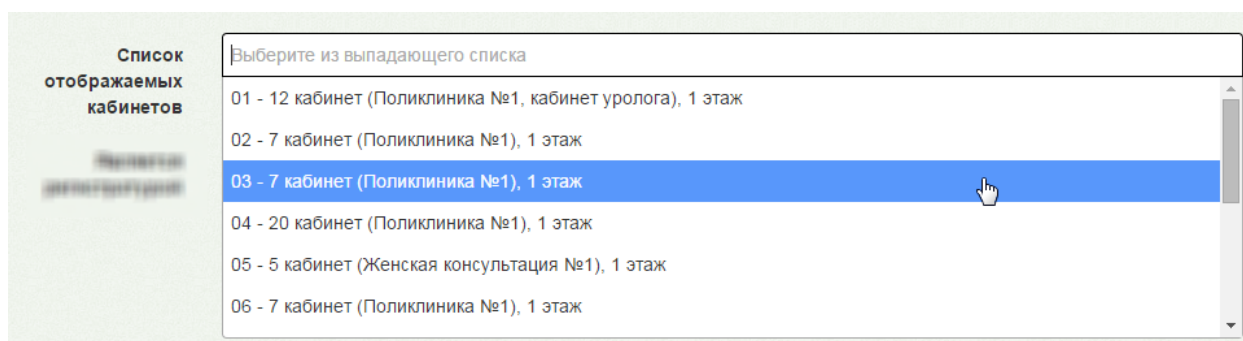 Список
отображаемых
кабинетов
Выберите из выпадающего списка
01 - 12 кабинет (Поликлиника №1, кабинет уролога), 1 этаж
02 - 7 кабинет (Поликлиника №1), 1 этаж
03 - 7 кабинет (Поликлиника №1), 1 этаж
04 - 20 кабинет (Поликлиника №1), 1 этаж
05 - 5 кабинет (Женская консультация №1), 1 этаж
06 - 7 кабинет (Поликлиника №1), 1 этаж